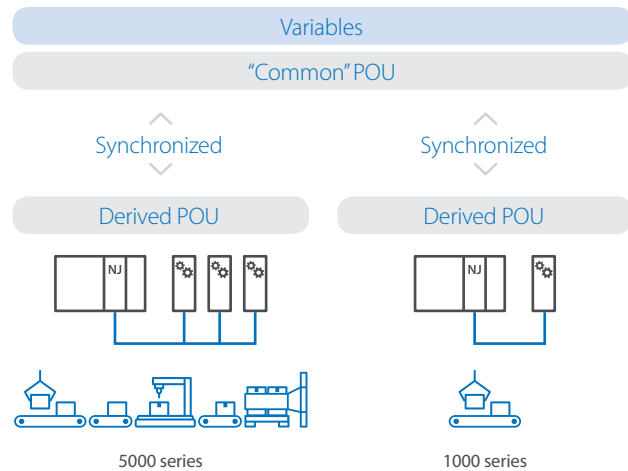 Variables
“Common” POU
Synchronized Synchronized
Derived POU Derived POU
NJ NJ
5000 series 1000 series